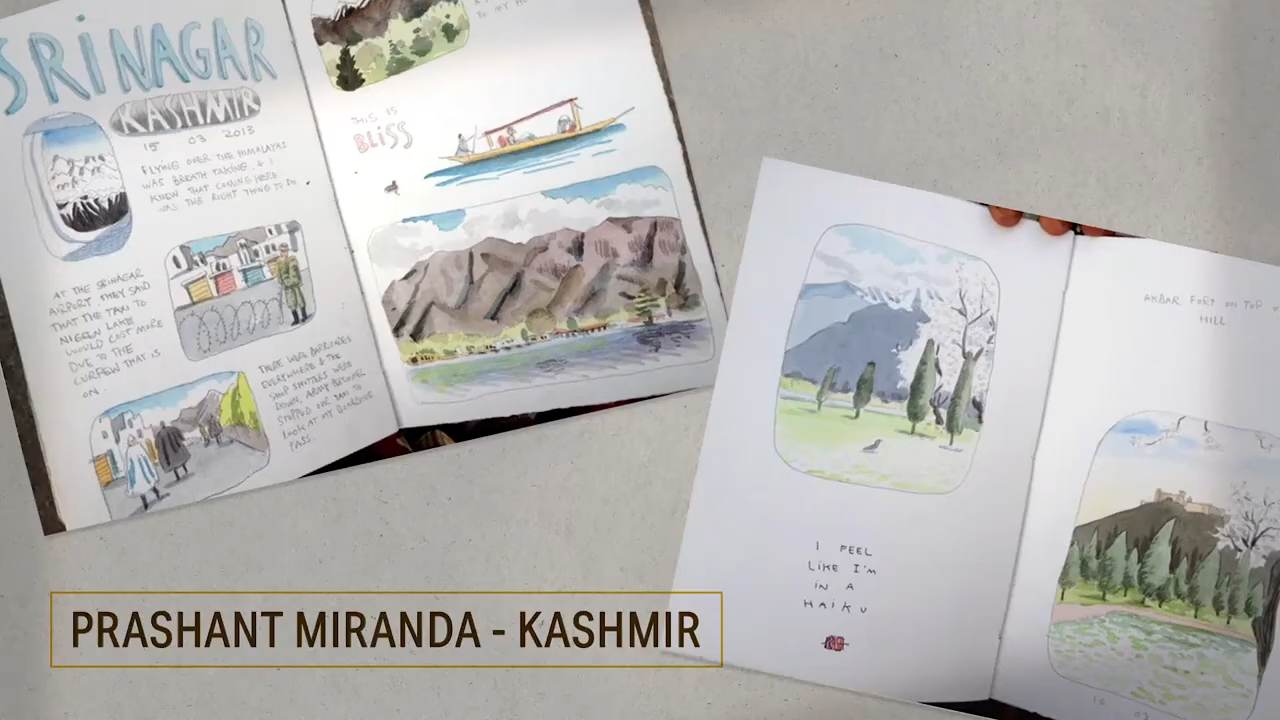 SRINAGAR
KASHMIR
15 03 2013
FLYING OVER THE HIMALAYAS
WAS BREATH TAKING & I
KNEW THAT COMING HERE
WAS THE RIGHT THING TO DO
AT THE SRINAGAR
AIRPORT THEY SAID
THAT THE TAXI TO
NIGEEN LAKE
WOULD COST MORE
DUE TO THE
CURFEW THAT IS
ON.
THERE WERE BARRICADES
EVERYWHERE & THE
SHOP SHUTTERS WERE
DOWN. ARMY PERSONNEL
STOPPED OUR TAXI TO
LOOK AT MY BOARDING
PASS.
TO MY
THIS IS
BLISS
I FEEL
LIKE I'M
IN A
HAIKU
AKBAR FORT ON TOP
HILL
PRASHANT MIRANDA - KASHMIR